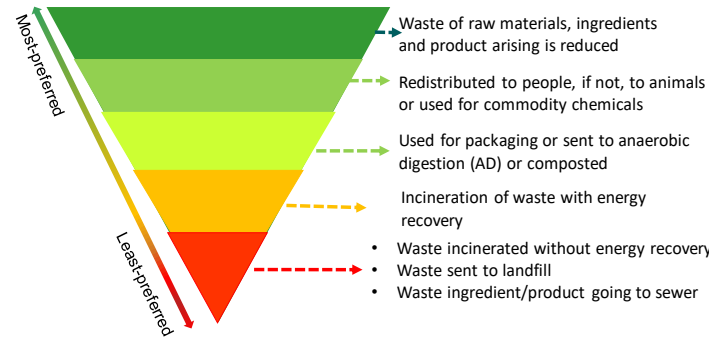 Most-preferred
Least-preferred
Waste of raw materials, ingredients
and product arising is reduced
Redistributed to people, if not, to animals
or used for commodity chemicals
Used for packaging or sent to anaerobic
digestion (AD) or composted
Incineration of waste with energy
recovery
• Waste incinerated without energy recovery
• Waste sent to landfill
• Waste ingredient/product going to sewer